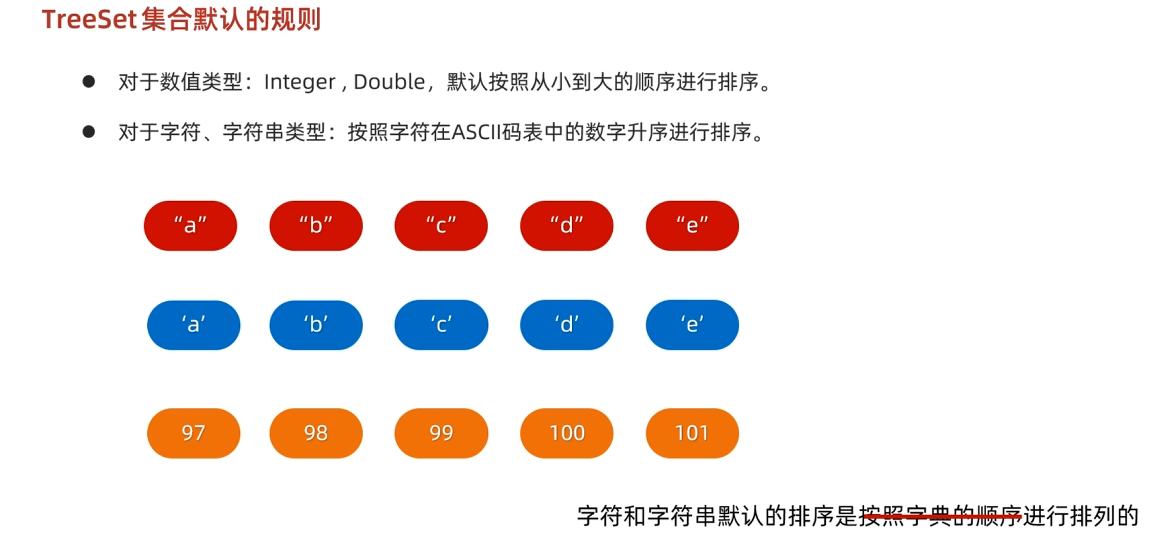 TreeSet集合默认的规则
● 对于数值类型：Integer , Double，默认按照从小到大的顺序进行排序。
● 对于字符、字符串类型：按照字符在ASCII码表中的数字升序进行排序。
“a” “b” “c” “d” “e”
‘a’ ‘b’ ‘c’ ‘d’ ‘e’
97 98 99 100 101
字符和字符串默认的排序是按照字典的顺序进行排列的